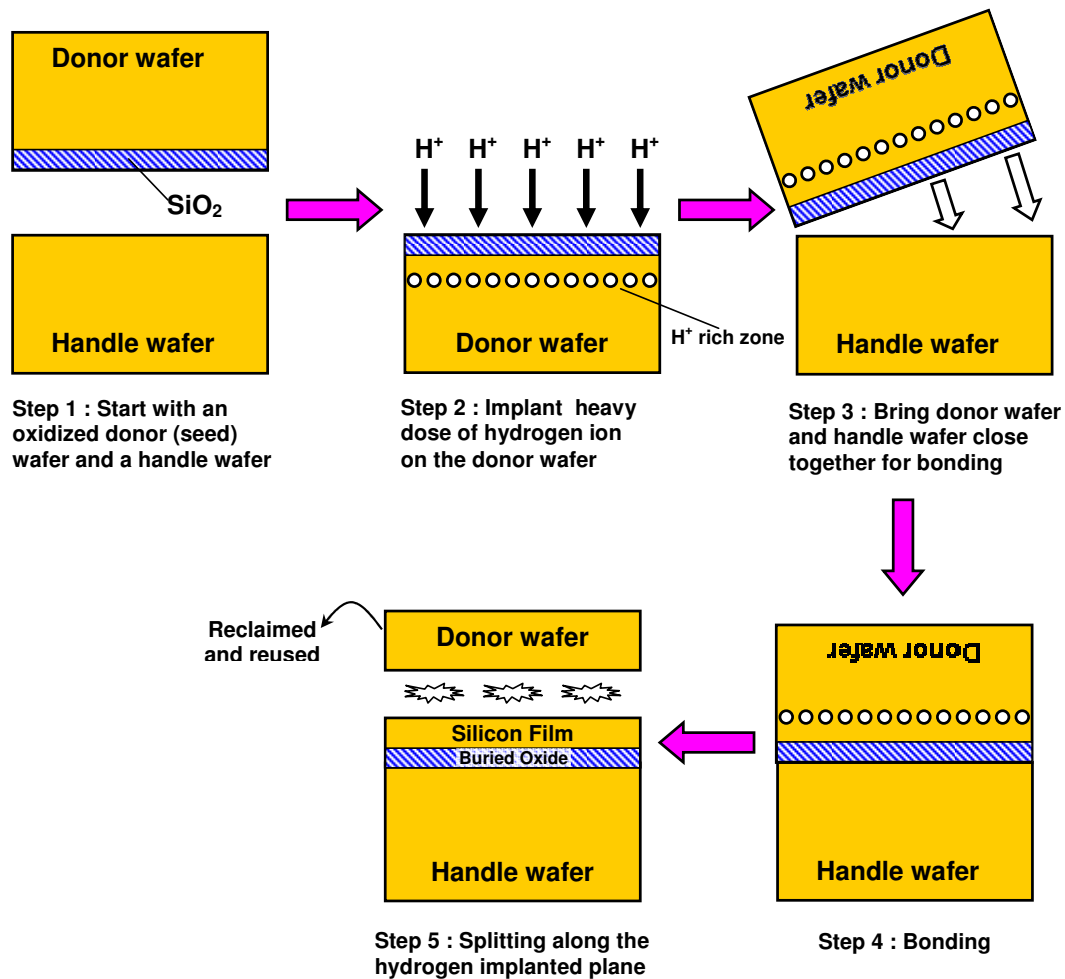 Donor wafer
SiO₂
Handle wafer
Step 1 : Start with an
oxidized donor (seed)
wafer and a handle wafer
H⁺ H⁺ H⁺ H⁺ H⁺
H⁺ rich zone
Donor wafer
Step 2 : Implant heavy
dose of hydrogen ion
on the donor wafer
Donor wafer
Handle wafer
Step 3 : Bring donor wafer
and handle wafer close
together for bonding
Donor wafer
Handle wafer
Step 4 : Bonding
Reclaimed
and reused
Donor wafer
Silicon Film
Buried Oxide
Handle wafer
Step 5 : Splitting along the
hydrogen implanted plane